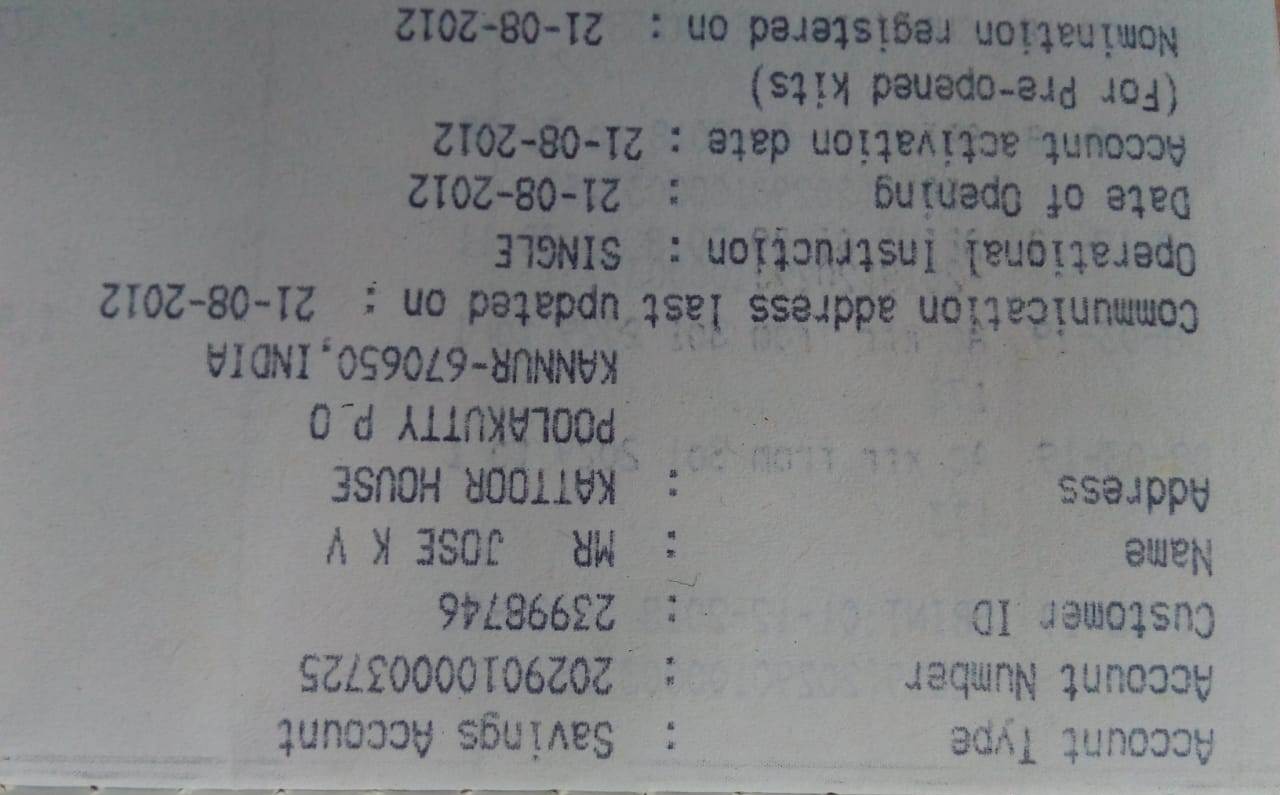 Account Type : Savings Account
Account Number : 20290100003725
Customer ID : 23998746
Name : MR JOSE K V
Address : KATTOOR HOUSE
POOLAKUTTY P O
KANNUR-670650,INDIA
Communication address last updated on : 21-08-2012
Operational Instruction : SINGLE
Date of Opening : 21-08-2012
Account activation date : 21-08-2012
(For Pre-opened kits)
Nomination registered on : 21-08-2012